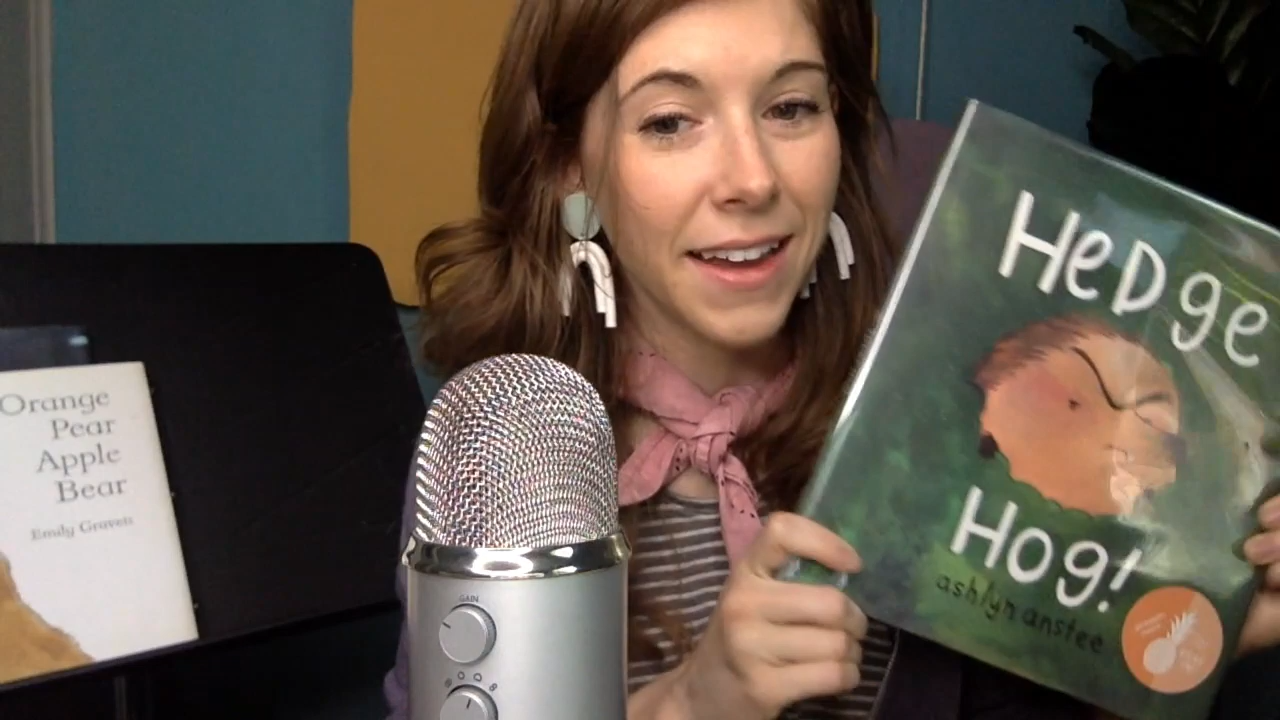 Orange
Pear
Apple
Bear
Emily Gravett
HeDge
Hog!
ashlyn anstee
GAIN